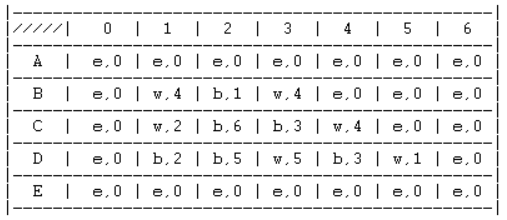 /////| 0 | 1 | 2 | 3 | 4 | 5 | 6
A | e,0 | e,0 | e,0 | e,0 | e,0 | e,0 | e,0
B | e,0 | w,4 | b,1 | w,4 | e,0 | e,0 | e,0
C | e,0 | w,2 | b,6 | b,3 | w,4 | e,0 | e,0
D | e,0 | b,2 | b,5 | w,5 | b,3 | w,1 | e,0
E | e,0 | e,0 | e,0 | e,0 | e,0 | e,0 | e,0